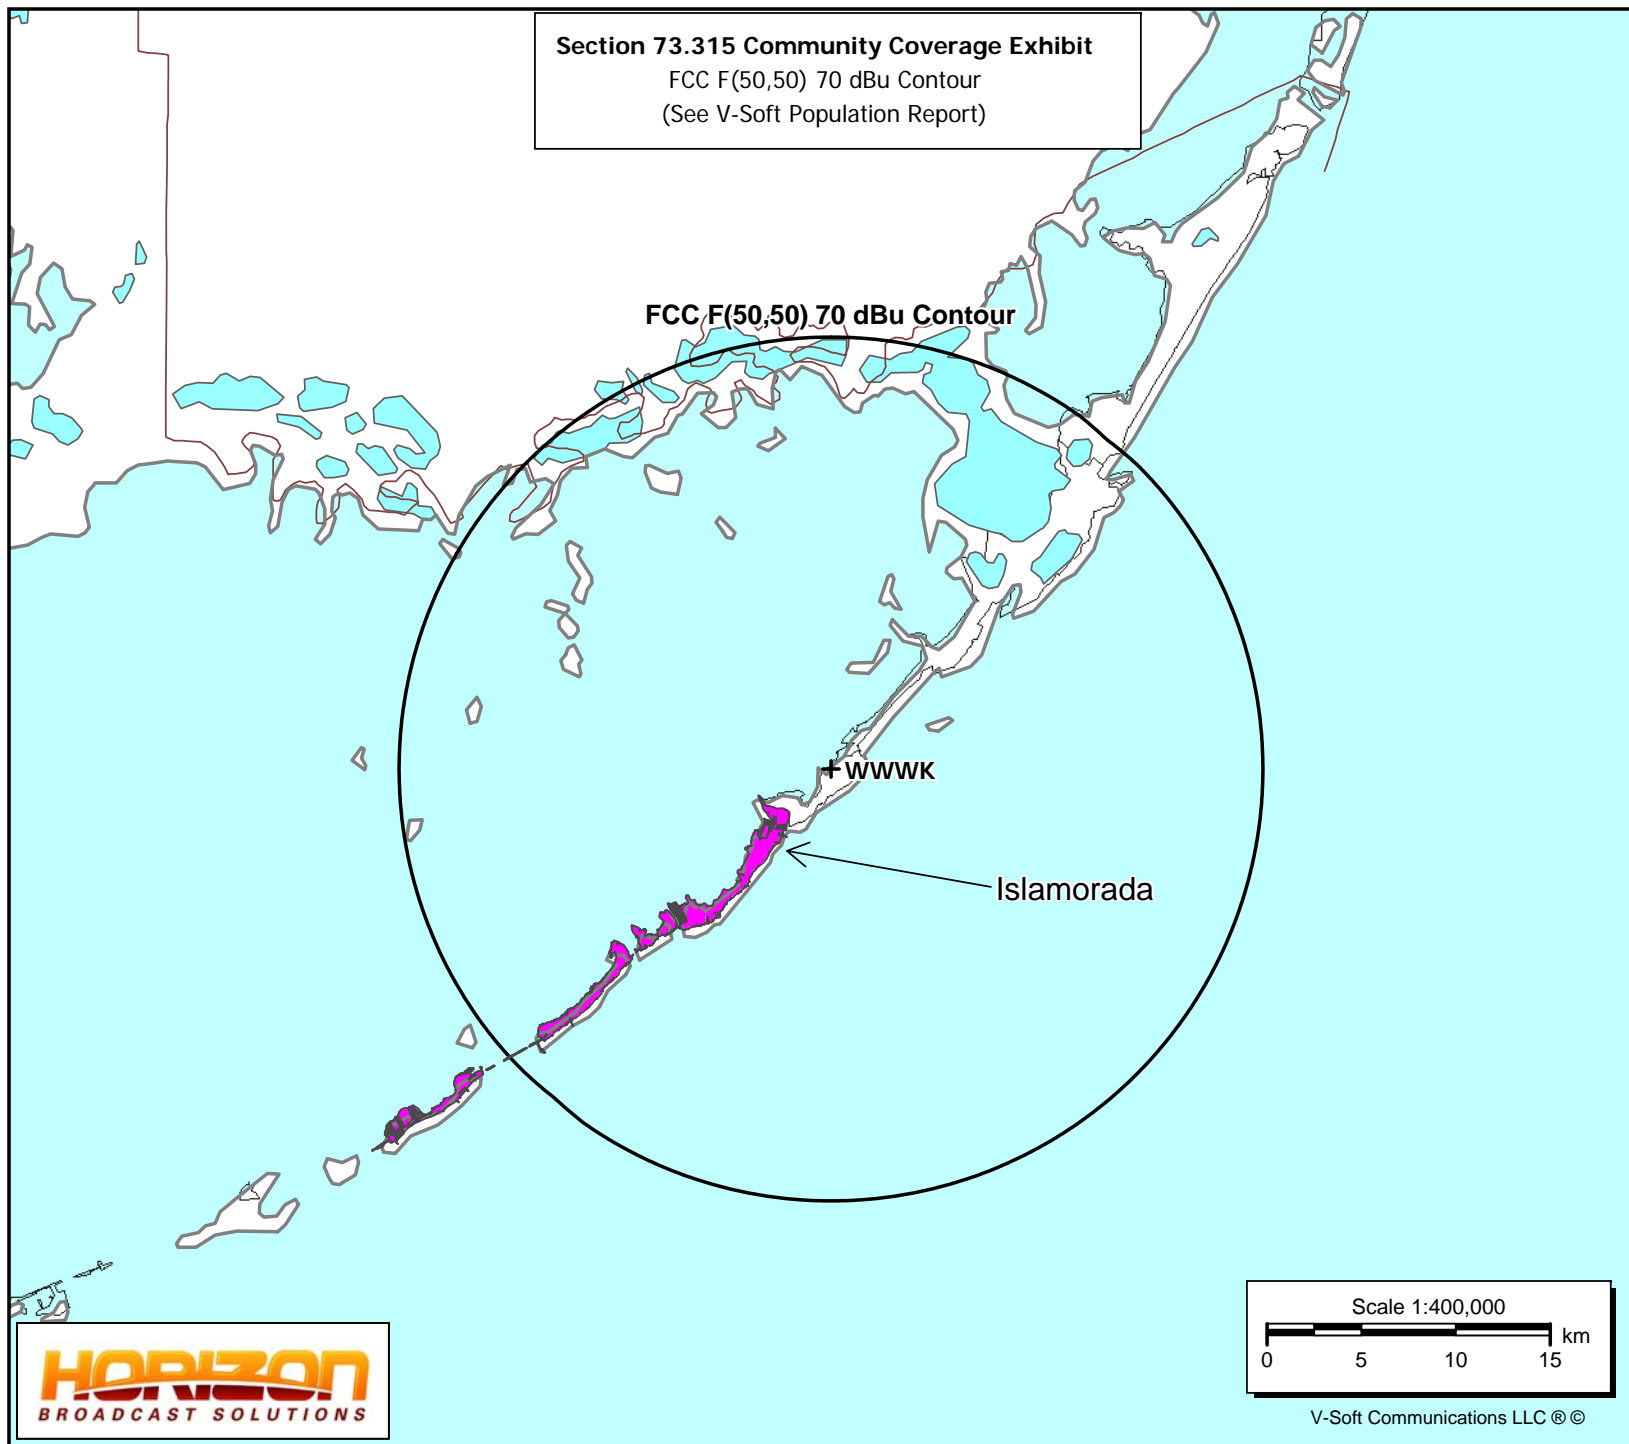 Section 73.315 Community Coverage Exhibit
FCC F(50,50) 70 dBu Contour
(See V-Soft Population Report)
FCC F(50,50) 70 dBu Contour
WWWK
Islamorada
Scale 1:400,000
km
0 5 10 15
HORIZON
BROADCAST SOLUTIONS
V-Soft Communications LLC ® ©